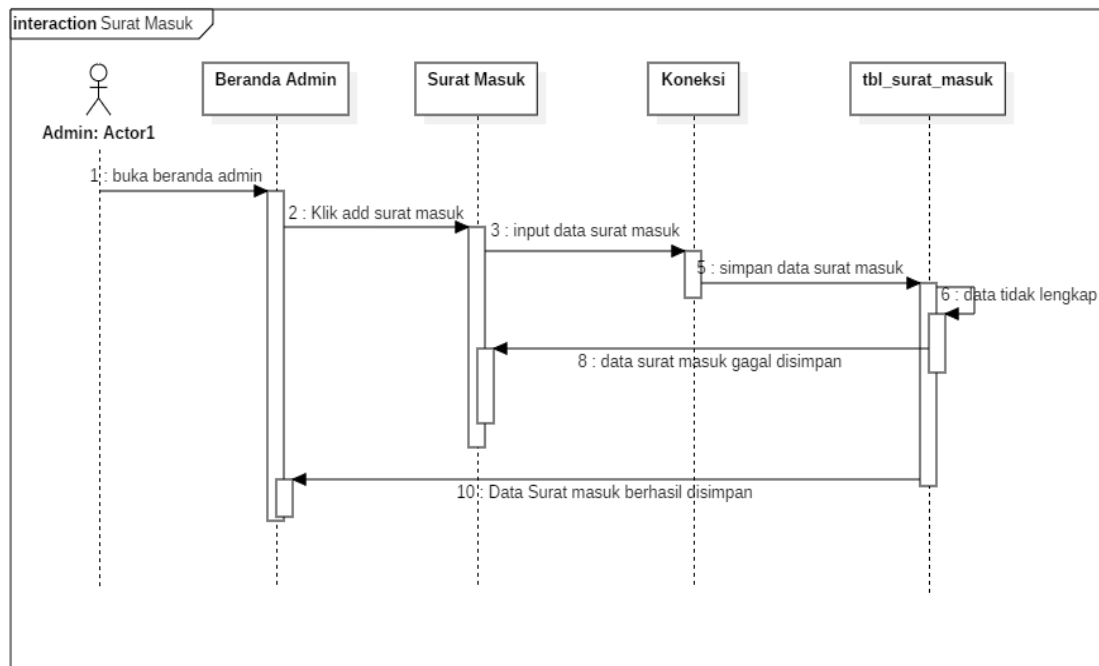 interaction Surat Masuk
Beranda Admin
Surat Masuk
Koneksi
tbl_surat_masuk
Admin: Actor1
1 : buka beranda admin
2 : Klik add surat masuk
3 : input data surat masuk
5 : simpan data surat masuk
6 : data tidak lengkap
8 : data surat masuk gagal disimpan
10 : Data Surat masuk berhasil disimpan